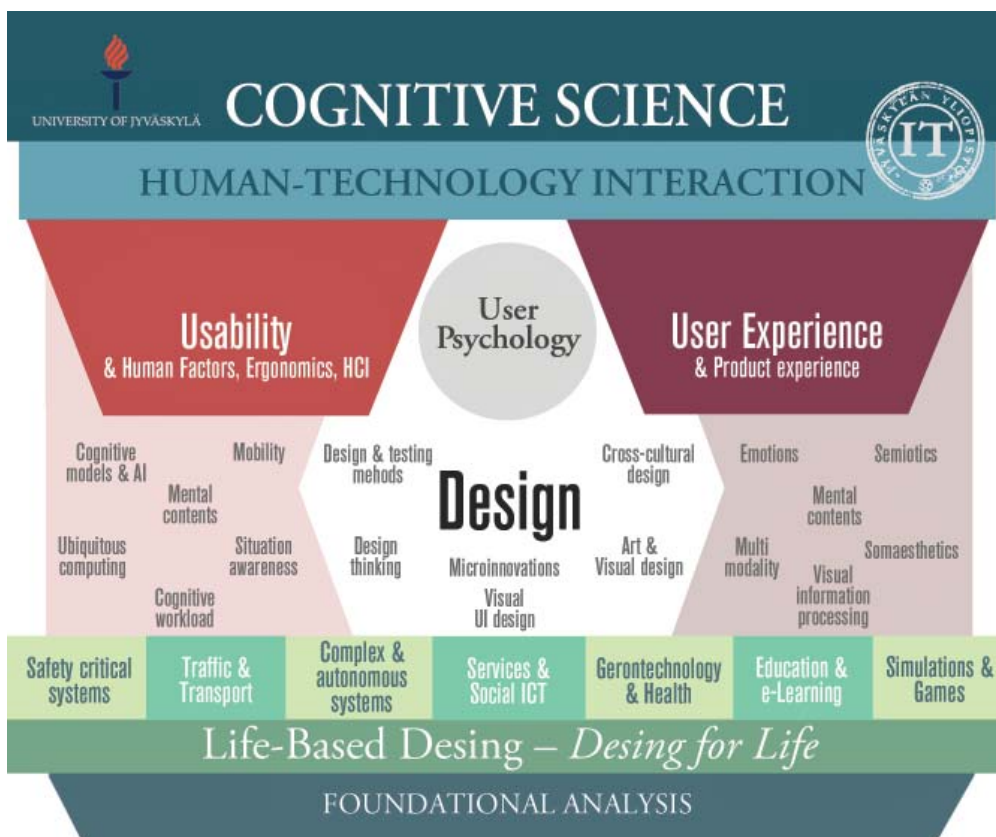 UNIVERSITY OF JYVÄSKYLÄ
COGNITIVE SCIENCE
JYVÄSKYLÄN YLIOPISTO
IT
HUMAN-TECHNOLOGY INTERACTION
Usability
& Human Factors, Ergonomics, HCI
User
Psychology
User Experience
& Product experience
Cognitive
models & AI
Mobility
Mental
contents
Ubiquitous
computing
Situation
awareness
Cognitive
workload
Design & testing
mehods
Cross-cultural
design
Design
Design
thinking
Microinnovations
Art &
Visual design
Visual
UI design
Emotions
Semiotics
Mental
contents
Multi
modality
Somaesthetics
Visual
information
processing
Safety critical
systems
Traffic &
Transport
Complex &
autonomous
systems
Services &
Social ICT
Gerontechnology
& Health
Education &
e-Learning
Simulations &
Games
Life-Based Desing – Desing for Life
FOUNDATIONAL ANALYSIS